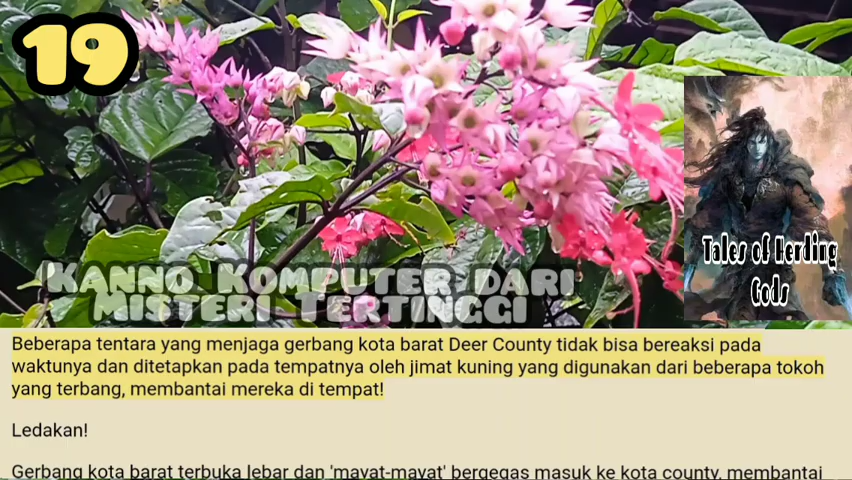 19
Tales of Herding
Gods
Kanno Komputer dari
Misteri Tertinggi
Beberapa tentara yang menjaga gerbang kota barat Deer County tidak bisa bereaksi pada
waktunya dan ditetapkan pada tempatnya oleh jimat kuning yang digunakan dari beberapa tokoh
yang terbang, membantai mereka di tempat!
Ledakan!
Gerbang kota barat terbuka lebar dan 'mayat-mayat' bergegas masuk ke kota county, membantai